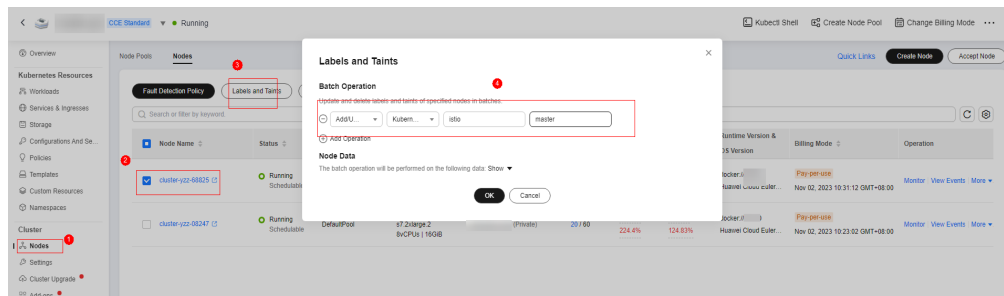 CCE Standard Running Kubectl Shell Create Node Pool Change Billing Mode ...
Overview
Kubernetes Resources
Workloads
Services & Ingresses
Storage
Configurations And Se...
Policies
Templates
Custom Resources
Namespaces
Cluster
Nodes 1
Settings
Cluster Upgrade
Add-ons
Node Pools Nodes Quick Links Create Node Accept Node
3
Fault Detection Policy Labels and Taints
Search or filter by keyword.
Node Name Status Runtime Version & OS Version Billing Mode Operation
2
cluster-yzz-68825 Running Schedulable docker:// Huawei Cloud Euler... Pay-per-use Nov 02, 2023 10:31:12 GMT+08:00 Monitor View Events More
cluster-yzz-08247 Running Schedulable DefaultPool 8vCPUs | 16GiB (Private) 20 / 60 224.4% 124.83% docker:// Huawei Cloud Euler... Pay-per-use Nov 02, 2023 10:23:02 GMT+08:00 Monitor View Events More
Labels and Taints
Batch Operation
4
Update and delete labels and taints of specified nodes in batches.
Add/U... Kubern... istio master
Add Operation
Node Data
The batch operation will be performed on the following data: Show
OK Cancel